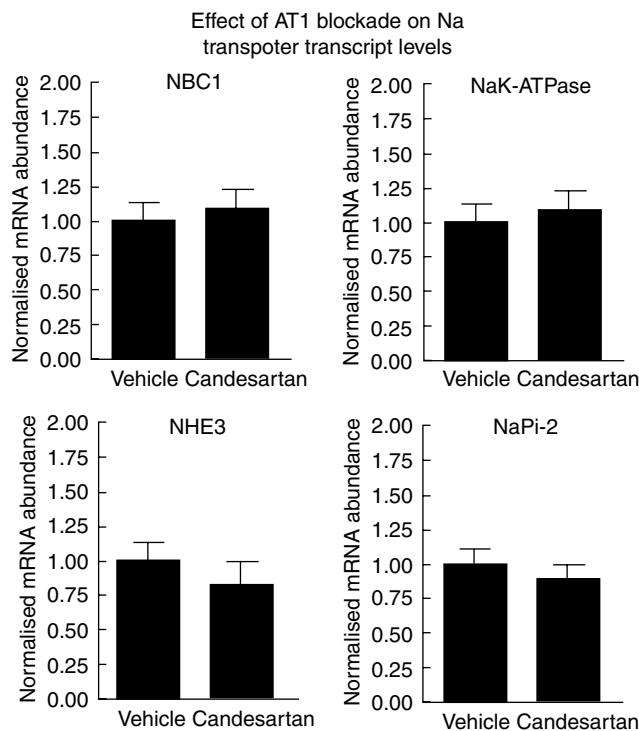 Effect of AT1 blockade on Na
transpoter transcript levels
NBC1
Normalised mRNA abundance
2.00
1.75
1.50
1.25
1.00
0.75
0.50
0.25
0.00
Vehicle Candesartan
NaK-ATPase
Normalised mRNA abundance
2.00
1.75
1.50
1.25
1.00
0.75
0.50
0.25
0.00
Vehicle Candesartan
NHE3
Normalised mRNA abundance
2.00
1.75
1.50
1.25
1.00
0.75
0.50
0.25
0.00
Vehicle Candesartan
NaPi-2
Normalised mRNA abundance
2.00
1.75
1.50
1.25
1.00
0.75
0.50
0.25
0.00
Vehicle Candesartan